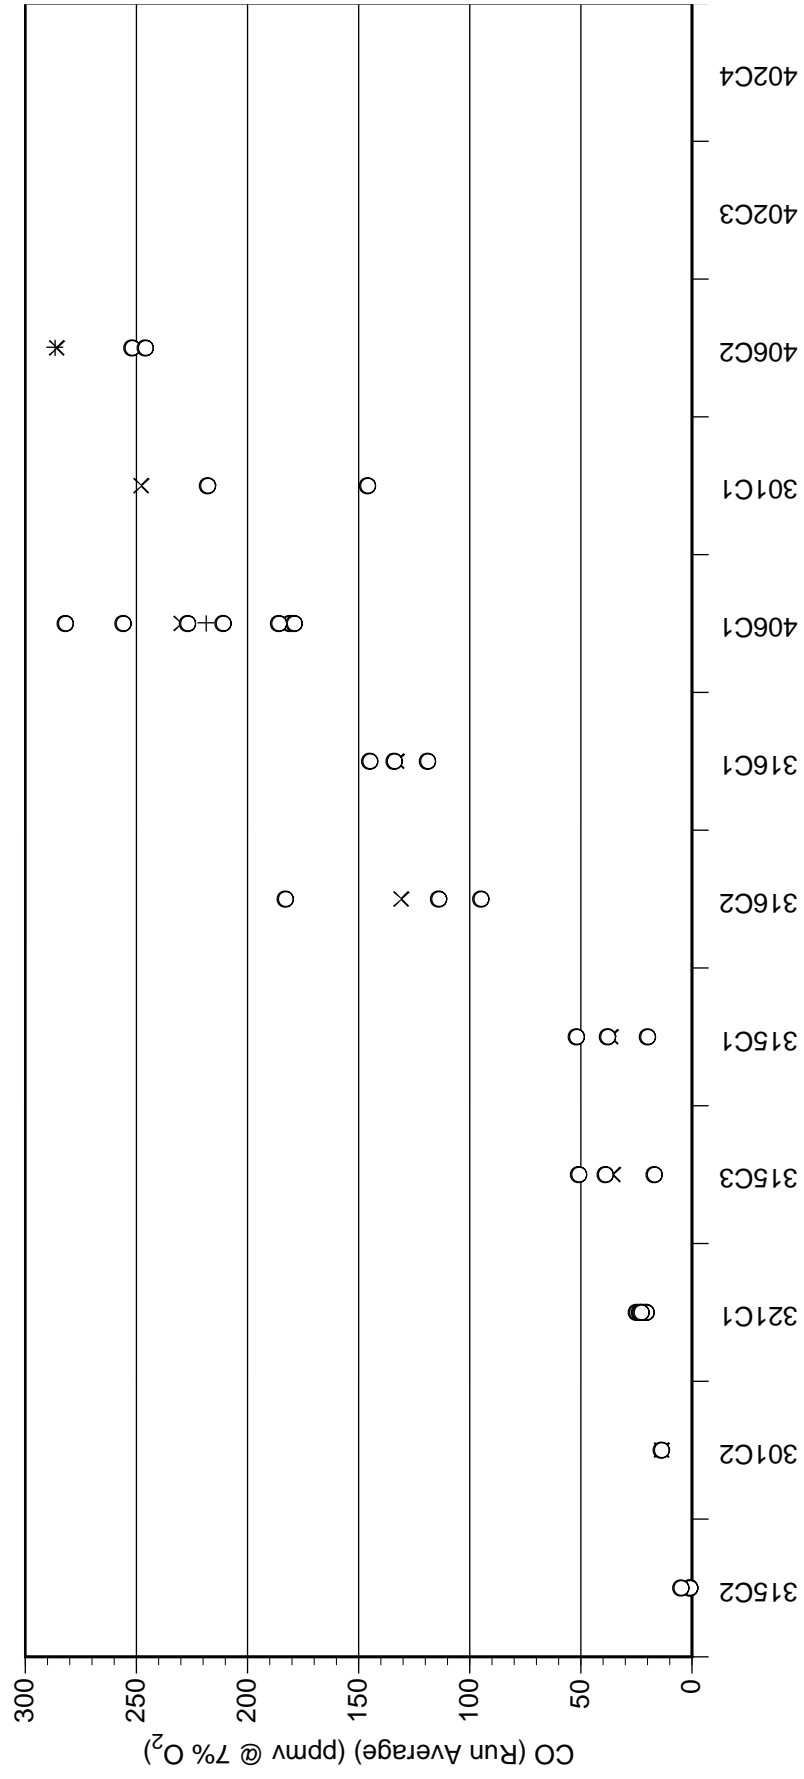 CO (Run Average) (ppmv @ 7% O₂)
300
250
200
150
100
50
0
315C2
301C2
321C1
315C3
315C1
316C2
316C1
406C1
301C1
406C2
402C3
402C4